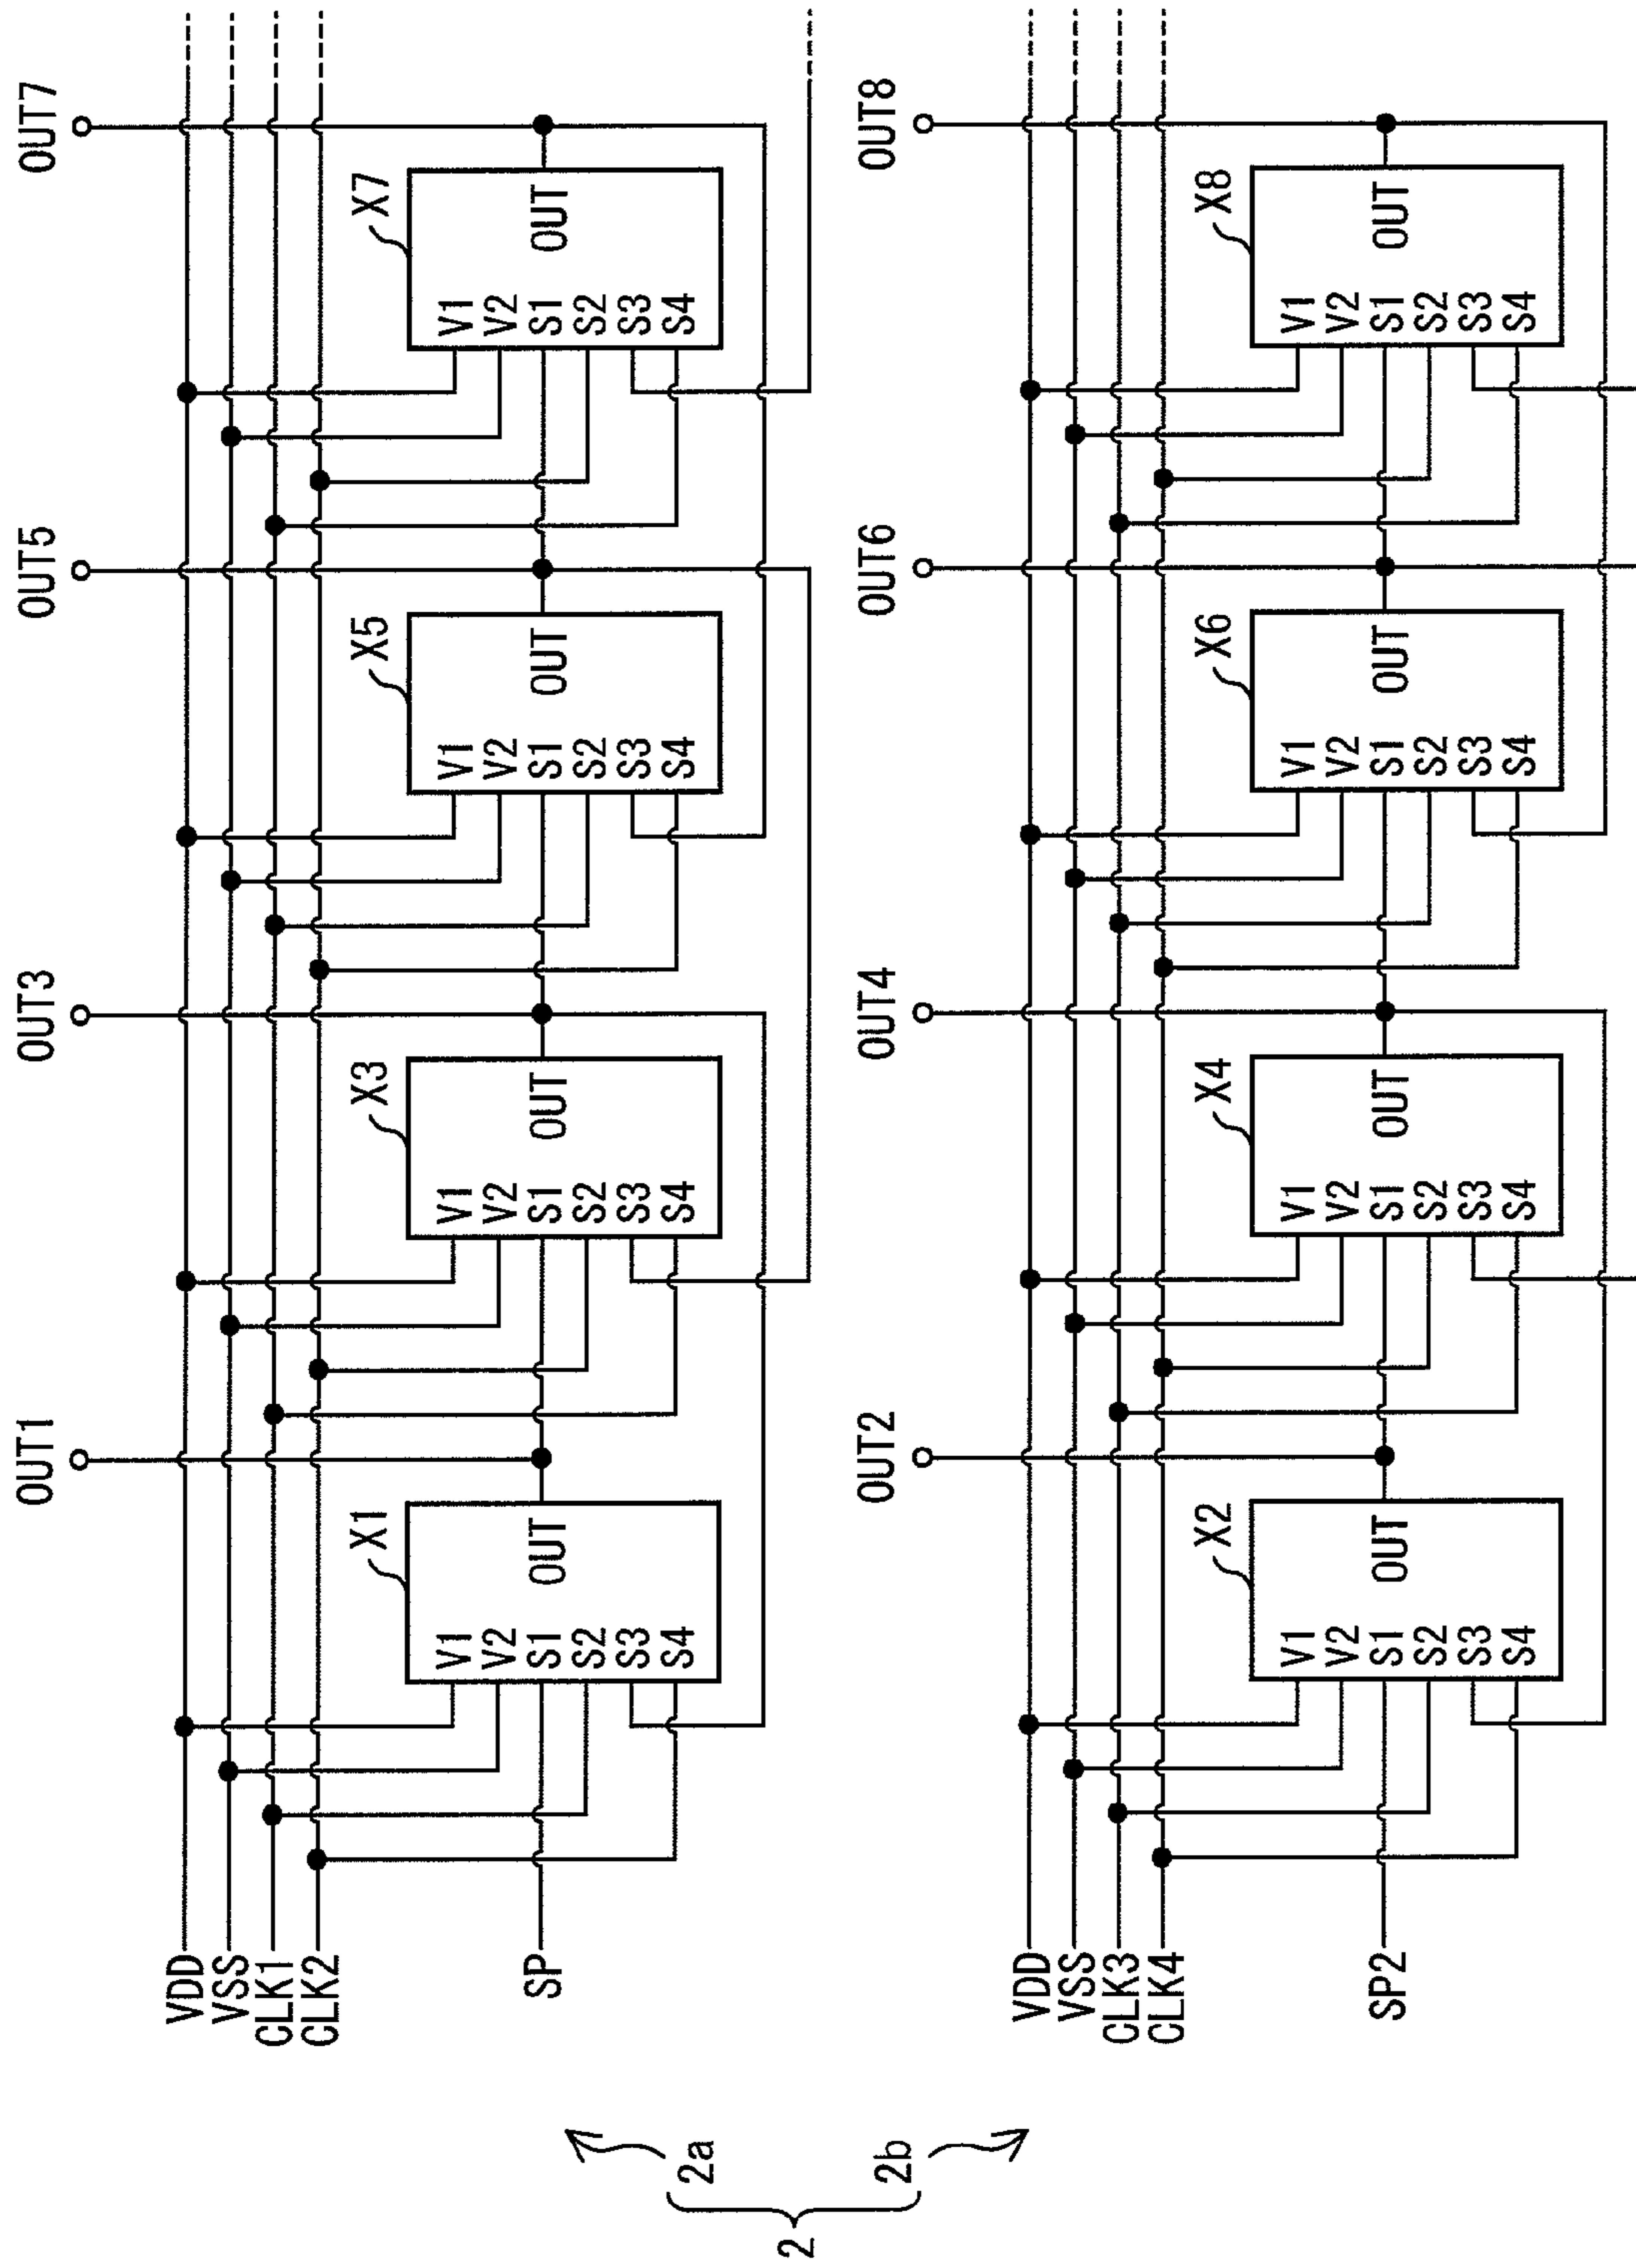 2
2a
2b
OUT1
OUT3
OUT5
OUT7
VDD
VSS
CLK1
CLK2
SP
X1
V1
V2
S1
S2
S3
S4
OUT
X3
V1
V2
S1
S2
S3
S4
OUT
X5
V1
V2
S1
S2
S3
S4
OUT
X7
V1
V2
S1
S2
S3
S4
OUT
OUT2
OUT4
OUT6
OUT8
VDD
VSS
CLK3
CLK4
SP2
X2
V1
V2
S1
S2
S3
S4
OUT
X4
V1
V2
S1
S2
S3
S4
OUT
X6
V1
V2
S1
S2
S3
S4
OUT
X8
V1
V2
S1
S2
S3
S4
OUT